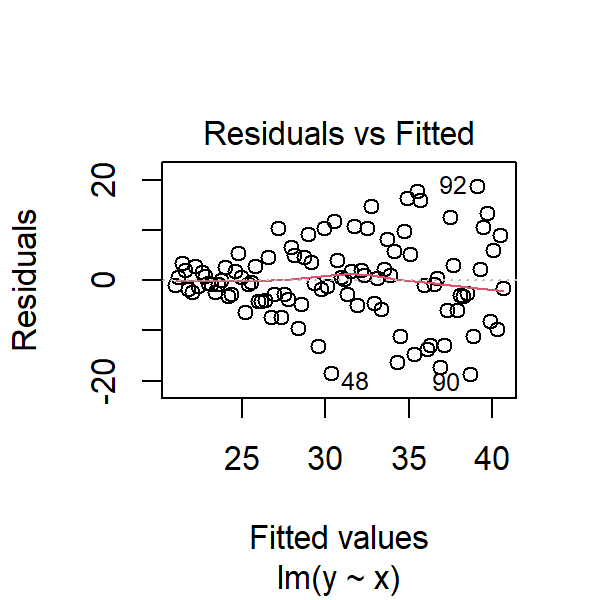 Residuals vs Fitted
Residuals
20
0
-20
92
48
90
25 30 35 40
Fitted values
lm(y ~ x)